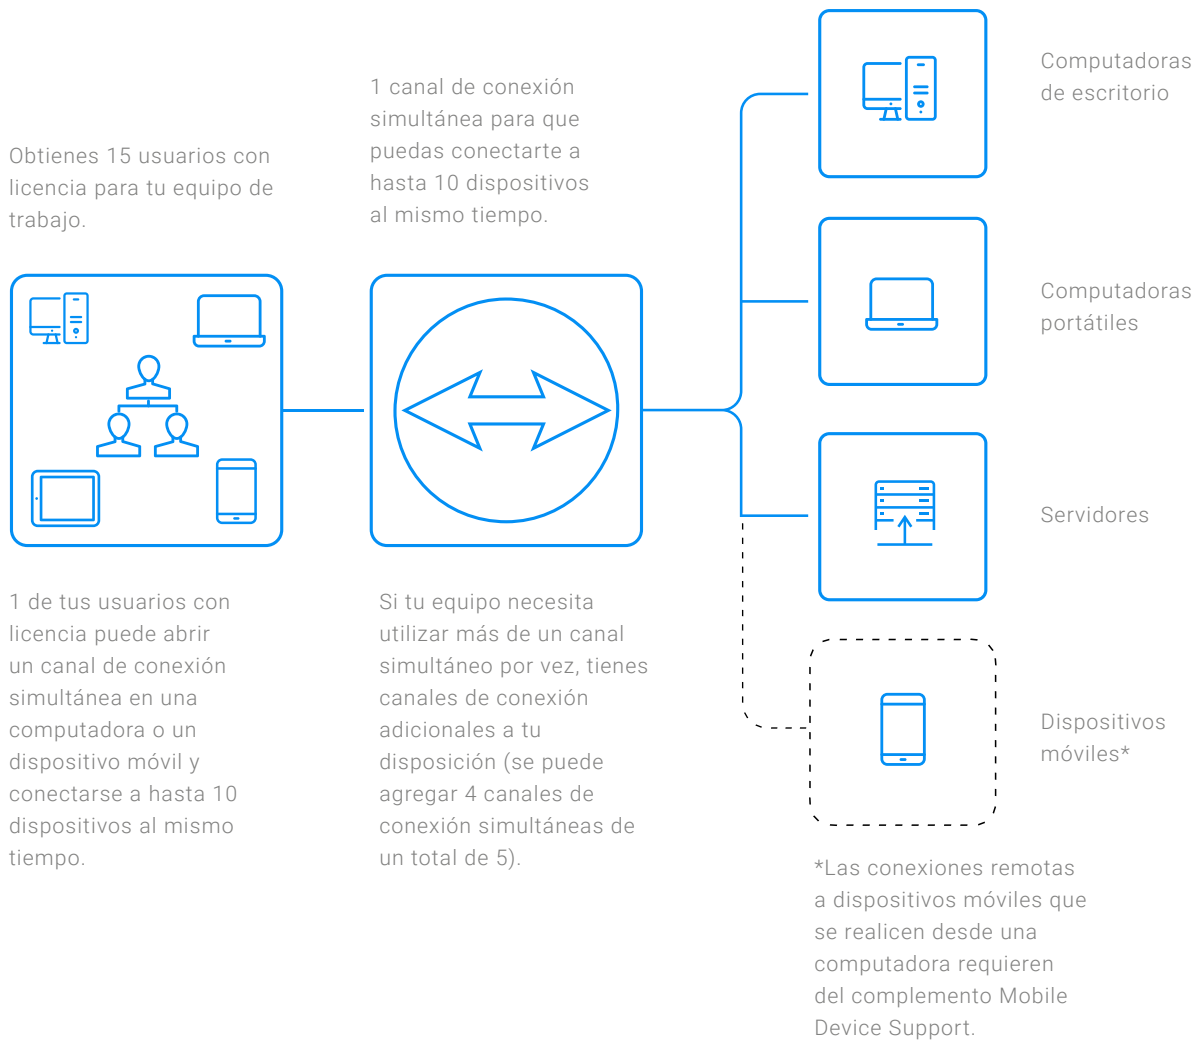 Obtienes 15 usuarios con
licencia para tu equipo de
trabajo.
1 de tus usuarios con
licencia puede abrir
un canal de conexión
simultánea en una
computadora o un
dispositivo móvil y
conectarse a hasta 10
dispositivos al mismo
tiempo.
1 canal de conexión
simultánea para que
puedas conectarte a
hasta 10 dispositivos
al mismo tiempo.
Si tu equipo necesita
utilizar más de un canal
simultáneo por vez, tienes
canales de conexión
adicionales a tu
disposición (se puede
agregar 4 canales de
conexión simultáneas de
un total de 5).
Computadoras
de escritorio
Computadoras
portátiles
Servidores
Dispositivos
móviles*
*Las conexiones remotas
a dispositivos móviles que
se realicen desde una
computadora requieren
del complemento Mobile
Device Support.